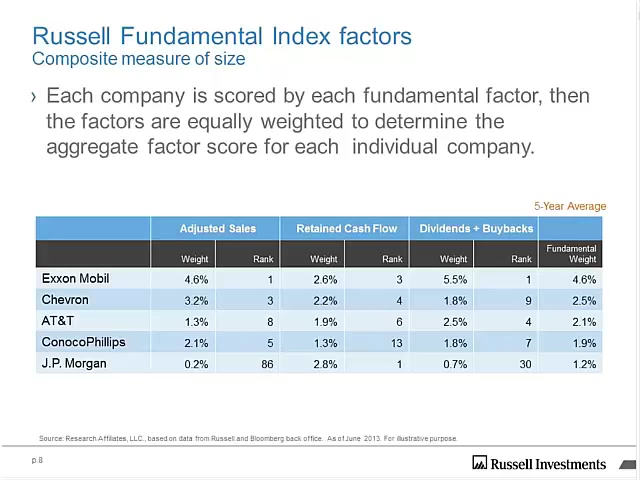 Russell Fundamental Index factors
Composite measure of size
› Each company is scored by each fundamental factor, then
the factors are equally weighted to determine the
aggregate factor score for each individual company.
5-Year Average
Adjusted Sales Retained Cash Flow Dividends + Buybacks
Weight Rank Weight Rank Weight Rank Fundamental Weight
Exxon Mobil 4.6% 1 2.6% 3 5.5% 1 4.6%
Chevron 3.2% 3 2.2% 4 1.8% 9 2.5%
AT&T 1.3% 8 1.9% 6 2.5% 4 2.1%
ConocoPhillips 2.1% 5 1.3% 13 1.8% 7 1.9%
J.P. Morgan 0.2% 86 2.8% 1 0.7% 30 1.2%
Source: Research Affiliates, LLC., based on data from Russell and Bloomberg back office. As of June 2013. For illustrative purpose.
p.8
Russell Investments